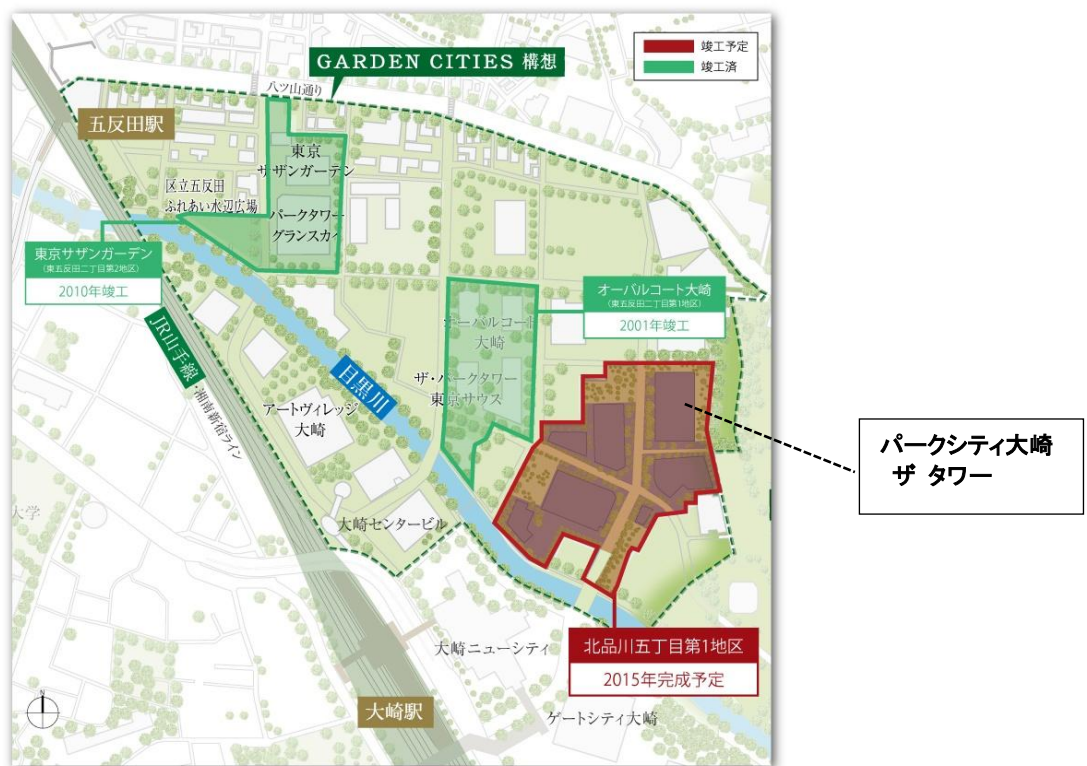 GARDEN CITIES 構想
竣工予定
竣工済
八ツ山通り
五反田駅
東京
サザンガーデン
区立五反田
ふれあい水辺広場
パークタワー
グランスカイ
東京サザンガーデン
(東五反田二丁目第2地区)
2010年竣工
オーバルコート大崎
(東五反田二丁目第1地区)
2001年竣工
オーバルコート
大崎
JR山手線
・湘南新宿ライン
目黒川
ザ・パークタワー
東京サウス
アートヴィレッジ
大崎
パークシティ大崎
ザ タワー
大学
大崎センタービル
北品川五丁目第1地区
2015年完成予定
大崎ニューシティ
N
大崎駅
ゲートシティ大崎